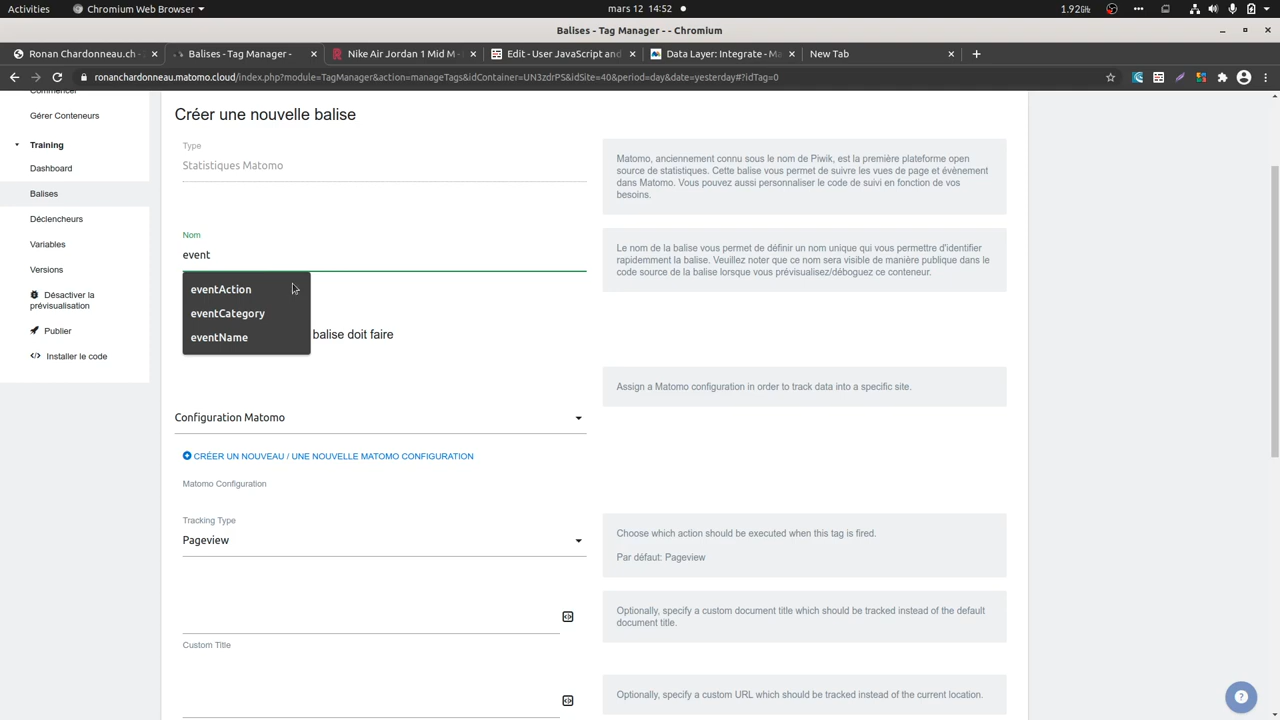 Activities
Chromium Web Browser
mars 12 14:52
1.92GHz
Balises - Tag Manager - - Chromium
Ronan Chardonneau.ch -
Balises - Tag Manager -
Nike Air Jordan 1 Mid M -
Edit - User JavaScript and
Data Layer: Integrate - Ma
New Tab
ronanchardonneau.matomo.cloud/index.php?module=TagManager&action=manageTags&idContainer=UN3zdrPS&idSite=40&period=day&date=yesterday#?idTag=0
Commencer
Gérer Conteneurs
Training
Dashboard
Balises
Déclencheurs
Variables
Versions
Désactiver la
prévisualisation
Publier
Installer le code
Créer une nouvelle balise
Type
Statistiques Matomo
Matomo, anciennement connu sous le nom de Piwik, est la première plateforme open
source de statistiques. Cette balise vous permet de suivre les vues de page et évènement
dans Matomo. Vous pouvez aussi personnaliser le code de suivi en fonction de vos
besoins.
Nom
event
Le nom de la balise vous permet de définir un nom unique qui vous permettre d'identifier
rapidement la balise. Veuillez noter que ce nom sera visible de manière publique dans le
code source de la balise lorsque vous prévisualisez/déboguez ce conteneur.
eventAction
eventCategory
eventName
balise doit faire
Assign a Matomo configuration in order to track data into a specific site.
Configuration Matomo
CRÉER UN NOUVEAU / UNE NOUVELLE MATOMO CONFIGURATION
Matomo Configuration
Tracking Type
Pageview
Choose which action should be executed when this tag is fired.
Par défaut: Pageview
Optionally, specify a custom document title which should be tracked instead of the default
document title.
Custom Title
Optionally, specify a custom URL which should be tracked instead of the current location.